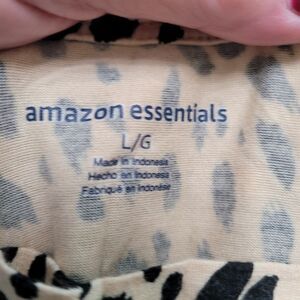 amazon essentials
L/G
Made in Indonesia
Hecho en Indonesia
Fabriqué en Indonésie